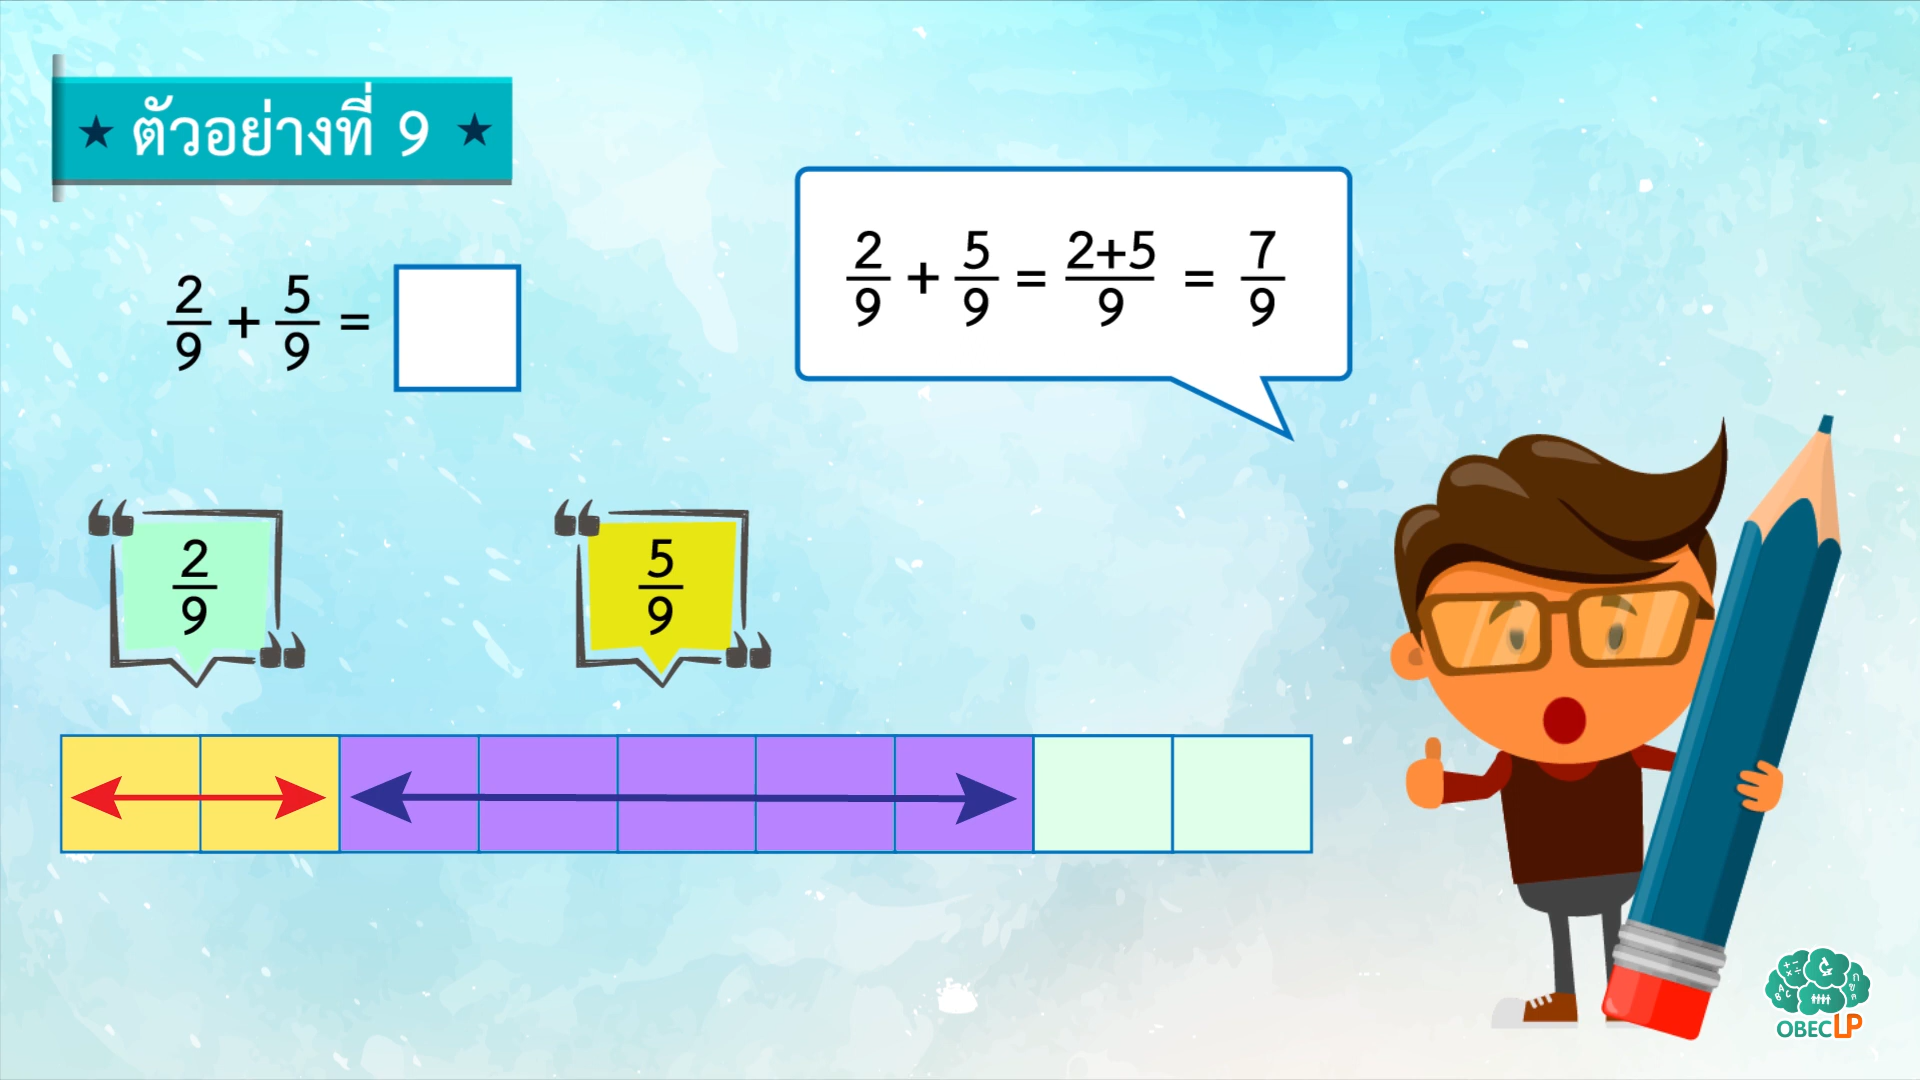 ★ ตัวอย่างที่ 9 ★
2/9 + 5/9 =
2/9 + 5/9 = 2+5/9 = 7/9
“ 2/9 ”
“ 5/9 ”
OBECLP